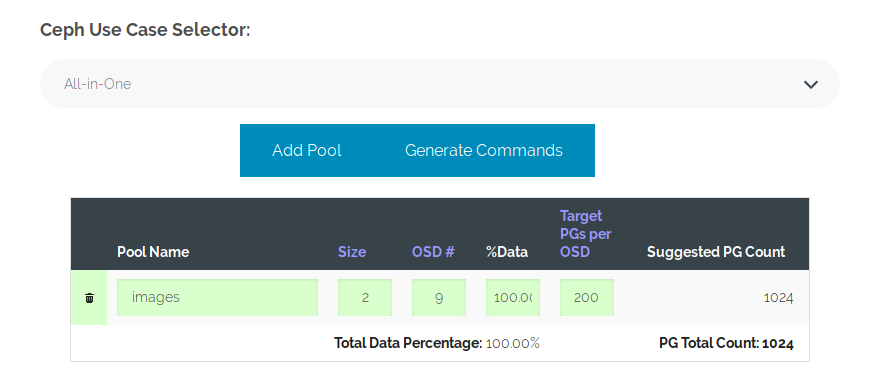 Ceph Use Case Selector:
All-in-One
Add Pool Generate Commands
Pool Name Size OSD # %Data Target PGs per OSD Suggested PG Count
images 2 9 100.0 200 1024
Total Data Percentage: 100.00% PG Total Count: 1024